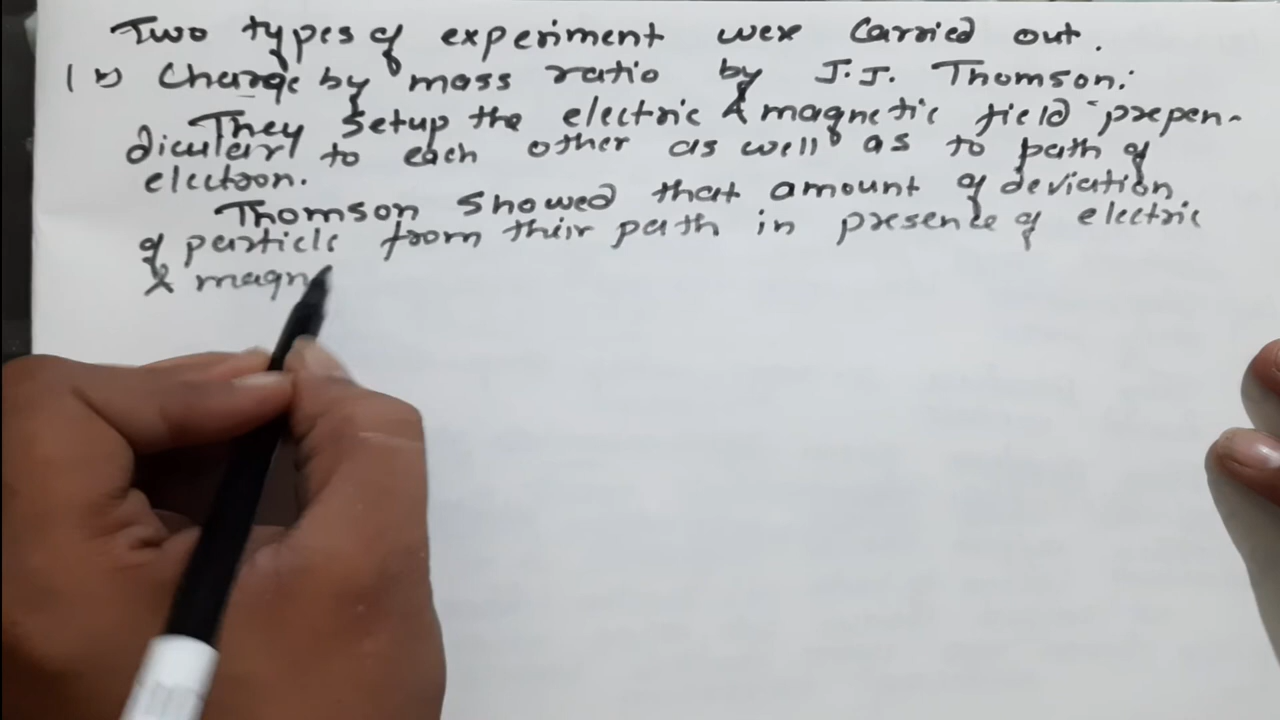 Two types of experiment were carried out.
1) Charge by mass ratio by J.J. Thomson:
They setup the electric & magnetic field prepen-
dicular to each other as well as to path of
electron.
Thomson showed that amount of deviation
of particle from their path in presence of electric
& magn